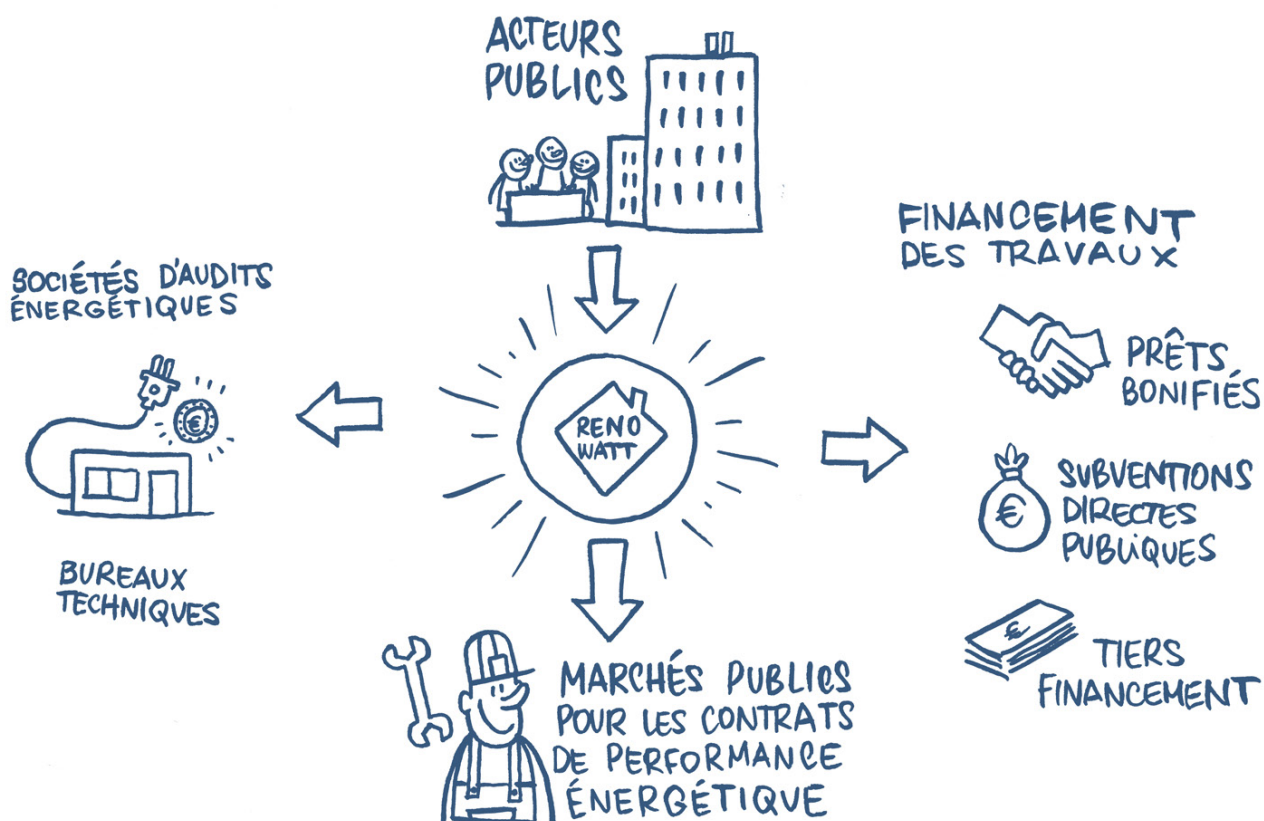 ACTEURS
PUBLICS
SOCIÉTÉS D'AUDITS
ÉNERGÉTIQUES
€
BUREAUX
TECHNIQUES
RENO
WATT
FINANCEMENT
DES TRAVAUX
PRÊTS
BONIFIÉS
€
SUBVENTIONS
DIRECTES
PUBLIQUES
€
TIERS
FINANCEMENT
MARCHÉS PUBLICS
POUR LES CONTRATS
DE PERFORMANCE
ÉNERGÉTIQUE